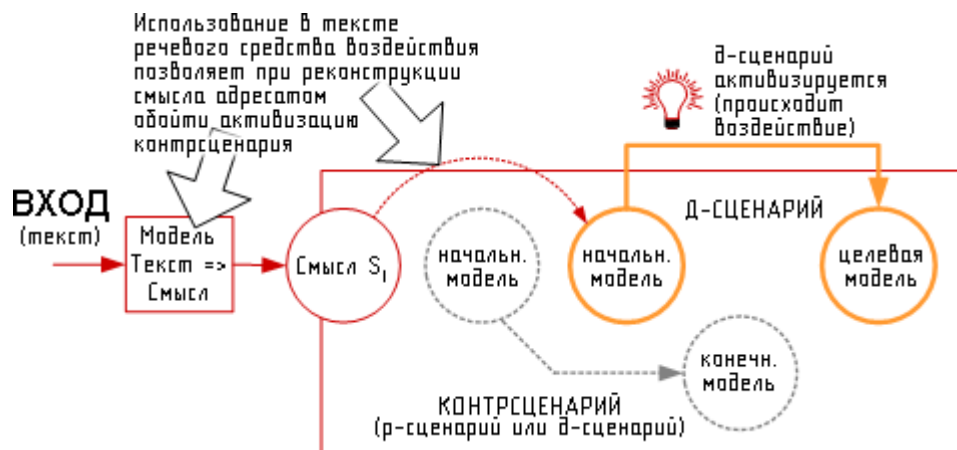 Использование в тексте
речевого средства воздействия
позволяет при реконструкции
смысла адресатом
обойти активизацию
контрсценария
д-сценарий
активизируется
(происходит
воздействие)
ВХОД
(текст)
Модель
Текст =>
Смысл
Смысл S₁
начальн.
модель
начальн.
модель
Д-СЦЕНАРИЙ
целевая
модель
конечн.
модель
КОНТРСЦЕНАРИЙ
(р-сценарий или д-сценарий)